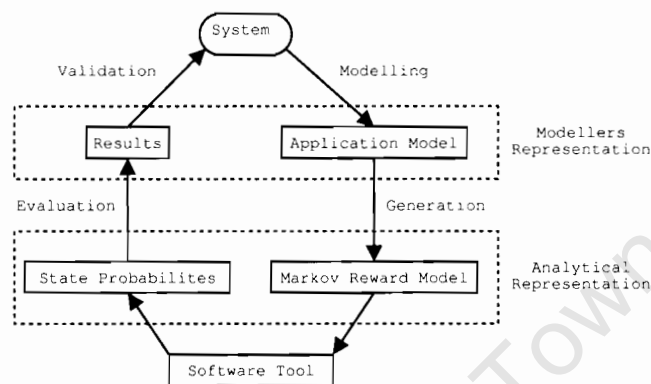 System
Validation
Modelling
Results
Application Model
Modellers
Representation
Evaluation
Generation
State Probabilites
Markov Reward Model
Analytical
Representation
Software Tool
Town